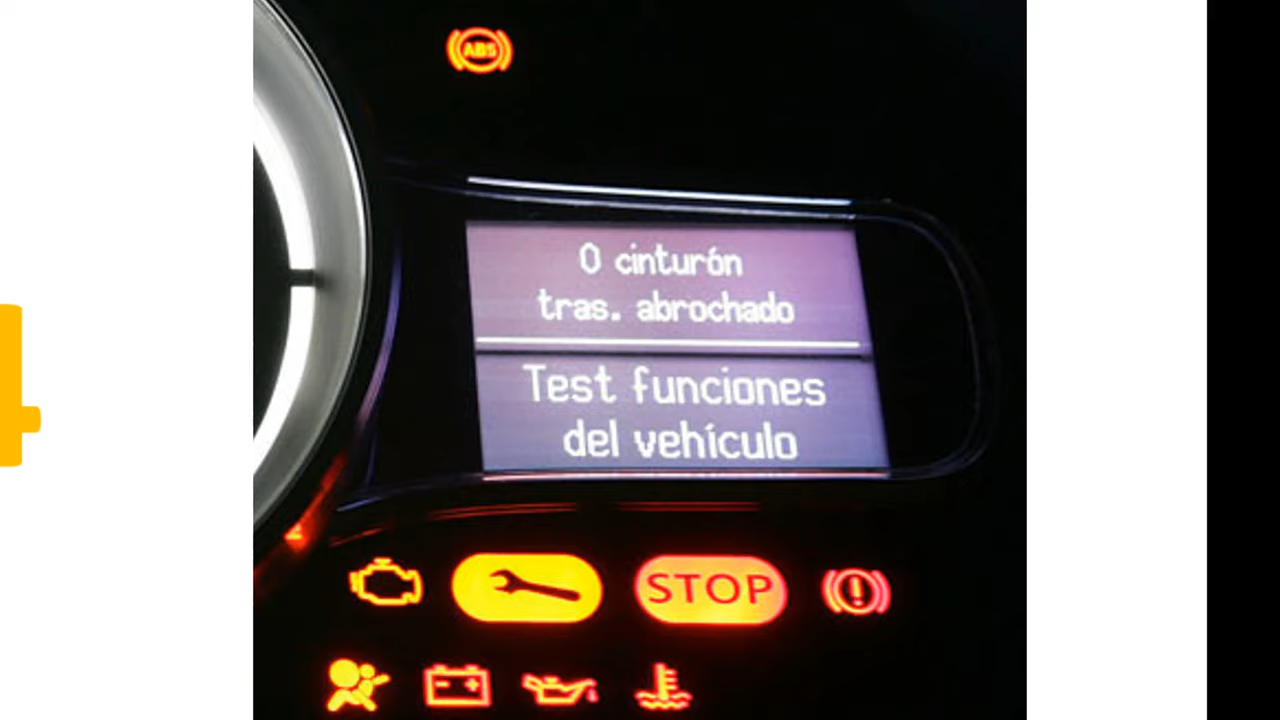 ABS
0 cinturón
tras. abrochado
Test funciones
del vehículo
STOP